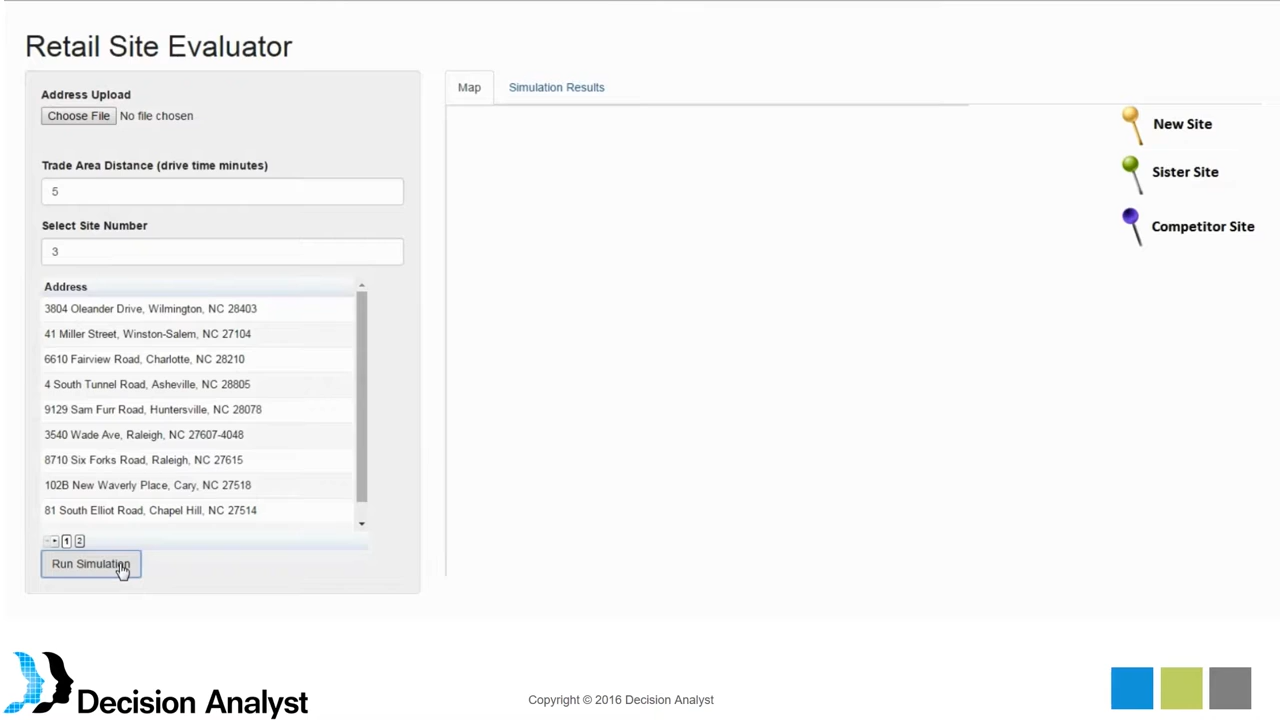 Retail Site Evaluator
Address Upload
Choose File No file chosen
Trade Area Distance (drive time minutes)
5
Select Site Number
3
Address
3804 Oleander Drive, Wilmington, NC 28403
41 Miller Street, Winston-Salem, NC 27104
6610 Fairview Road, Charlotte, NC 28210
4 South Tunnel Road, Asheville, NC 28805
9129 Sam Furr Road, Huntersville, NC 28078
3540 Wade Ave, Raleigh, NC 27607-4048
8710 Six Forks Road, Raleigh, NC 27615
102B New Waverly Place, Cary, NC 27518
81 South Elliot Road, Chapel Hill, NC 27514
1 2
Run Simulation
Map Simulation Results
New Site
Sister Site
Competitor Site
Decision Analyst
Copyright © 2016 Decision Analyst